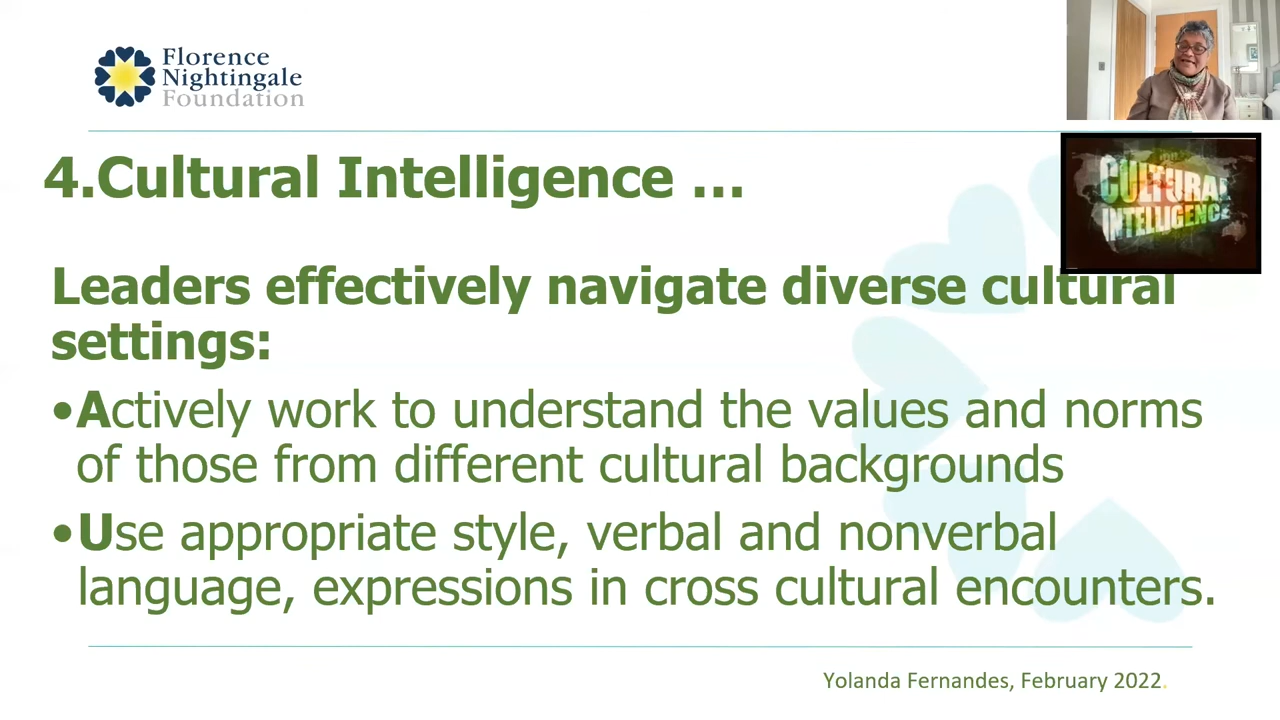 Florence
Nightingale
Foundation
4.Cultural Intelligence ...
CULTURAL
INTELLIGENCE
Leaders effectively navigate diverse cultural
settings:
•Actively work to understand the values and norms
of those from different cultural backgrounds
•Use appropriate style, verbal and nonverbal
language, expressions in cross cultural encounters.
Yolanda Fernandes, February 2022.